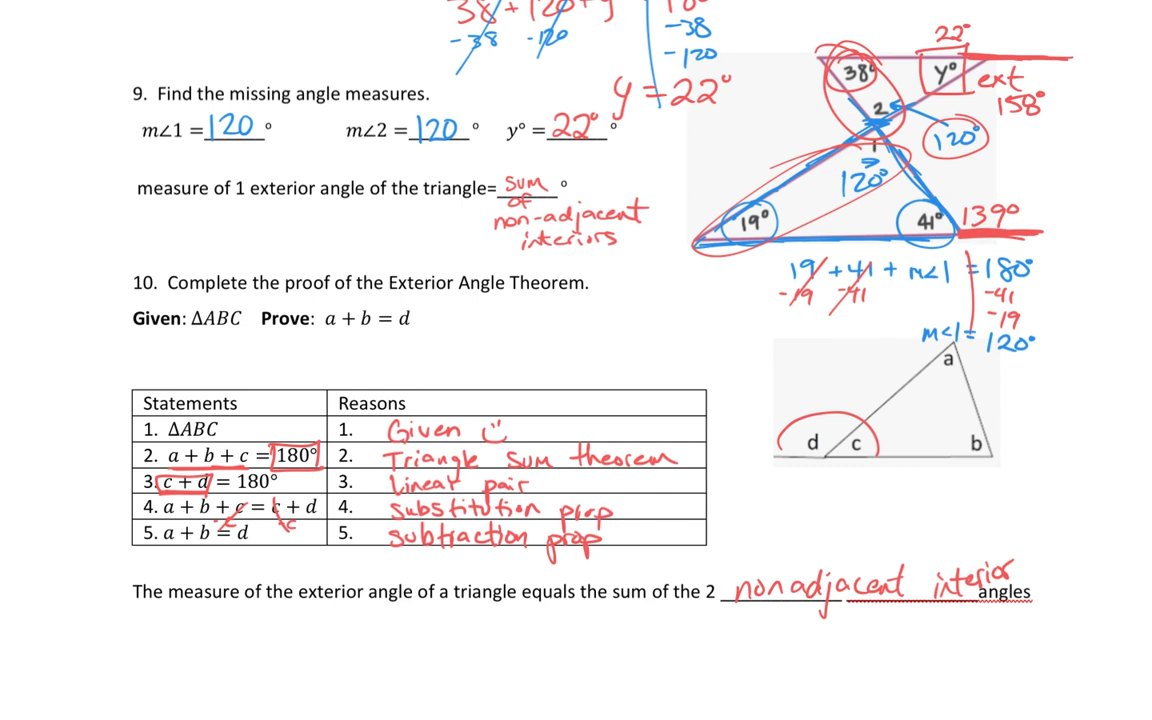 38 + 120 + y
-38 -120
-38
-120
y = 22°
9. Find the missing angle measures.
m∠1 = 120 ° m∠2 = 120 ° y° = 22° °
measure of 1 exterior angle of the triangle= sum of non-adjacent interiors °
22°
38° y° ext
158°
2
120°
1
120°
19° 41° 139°
19 + 41 + m<1 = 180°
-19 -41 -41
-19
m<1 = 120°
10. Complete the proof of the Exterior Angle Theorem.
Given: ΔABC Prove: a + b = d
a
d c b
Statements Reasons
1. ΔABC 1. Given
2. a + b + c = 180° 2. Triangle sum theorem
3. c + d = 180° 3. Linear pair
4. a + b + c = c + d 4. substitution prop
-c -c
5. a + b = d 5. subtraction prop
The measure of the exterior angle of a triangle equals the sum of the 2 nonadjacent interior angles